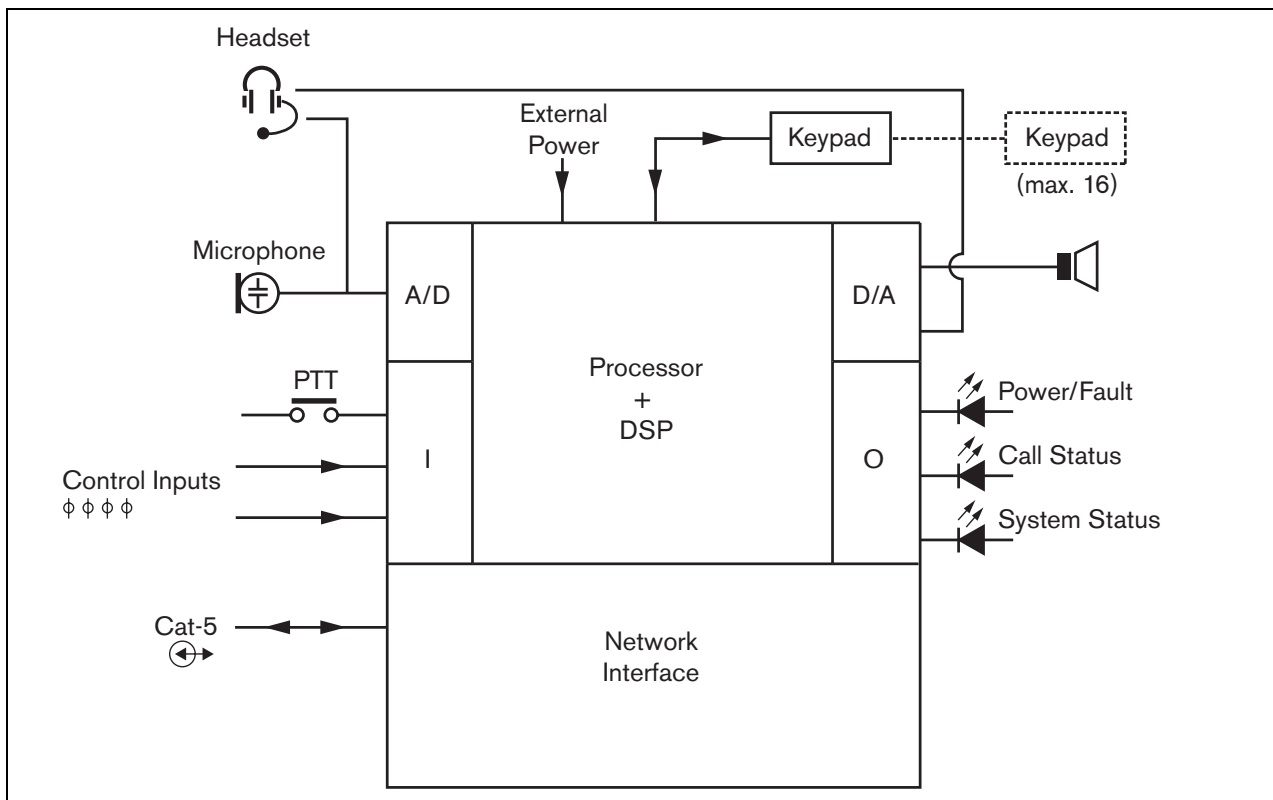 Headset
External
Power
Keypad
Keypad
(max. 16)
Microphone
A/D
D/A
Processor
+
DSP
PTT
I
O
Power/Fault
Control Inputs
Call Status
System Status
Cat-5
Network
Interface